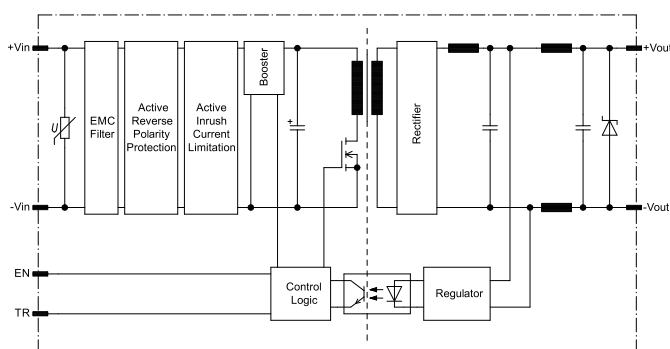 +Vin
EMC
Filter
Active
Reverse
Polarity
Protection
Active
Inrush
Current
Limitation
Booster
+
Rectifier
+Vout
U
-Vin
-Vout
EN
TR
Control
Logic
Regulator